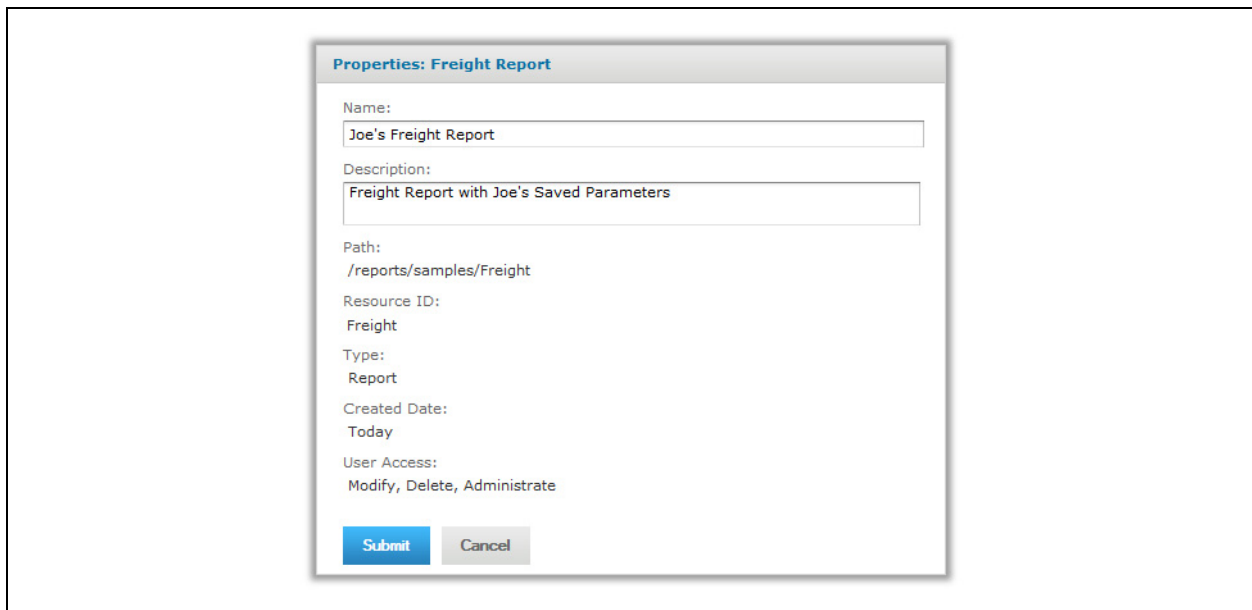 Properties: Freight Report
Name:
Joe's Freight Report
Description:
Freight Report with Joe's Saved Parameters
Path:
/reports/samples/Freight
Resource ID:
Freight
Type:
Report
Created Date:
Today
User Access:
Modify, Delete, Administrate
Submit Cancel